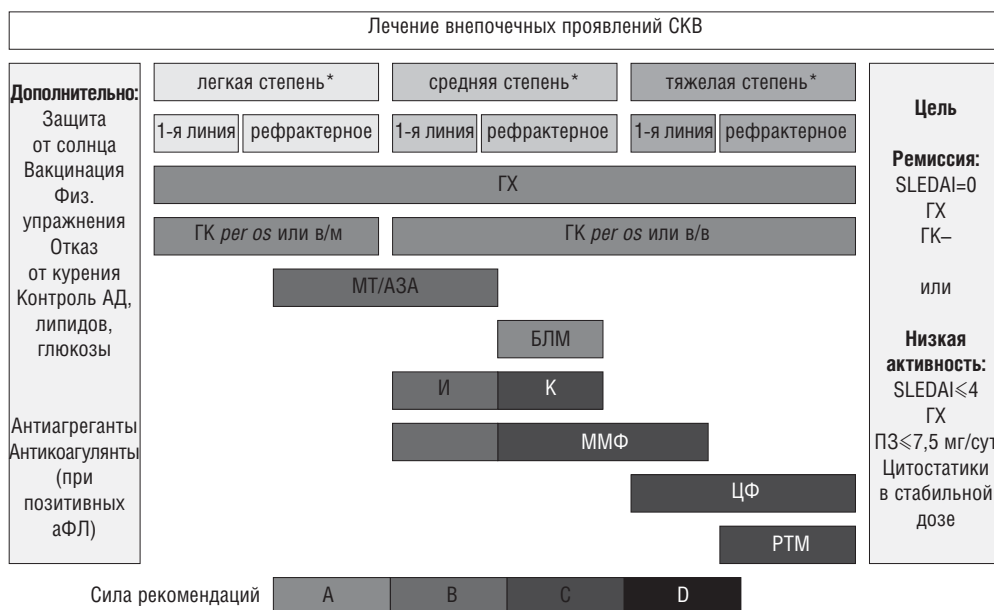 Лечение внепочечных проявлений СКВ
Дополнительно:
Защита
от солнца
Вакцинация
Физ.
упражнения
Отказ
от курения
Контроль АД,
липидов,
глюкозы
Антиагреганты
Антикоагулянты
(при
позитивных
аФЛ)
легкая степень* средняя степень* тяжелая степень*
1-я линия рефрактерное 1-я линия рефрактерное 1-я линия рефрактерное
ГХ
ГК per os или в/м ГК per os или в/в
МТ/АЗА
БЛМ
И К
ММФ
ЦФ
РТМ
Цель
Ремиссия:
SLEDAI=0
ГХ
ГК–
или
Низкая
активность:
SLEDAI⩽4
ГХ
ПЗ⩽7,5 мг/сут
Цитостатики
в стабильной
дозе
Сила рекомендаций A B C D